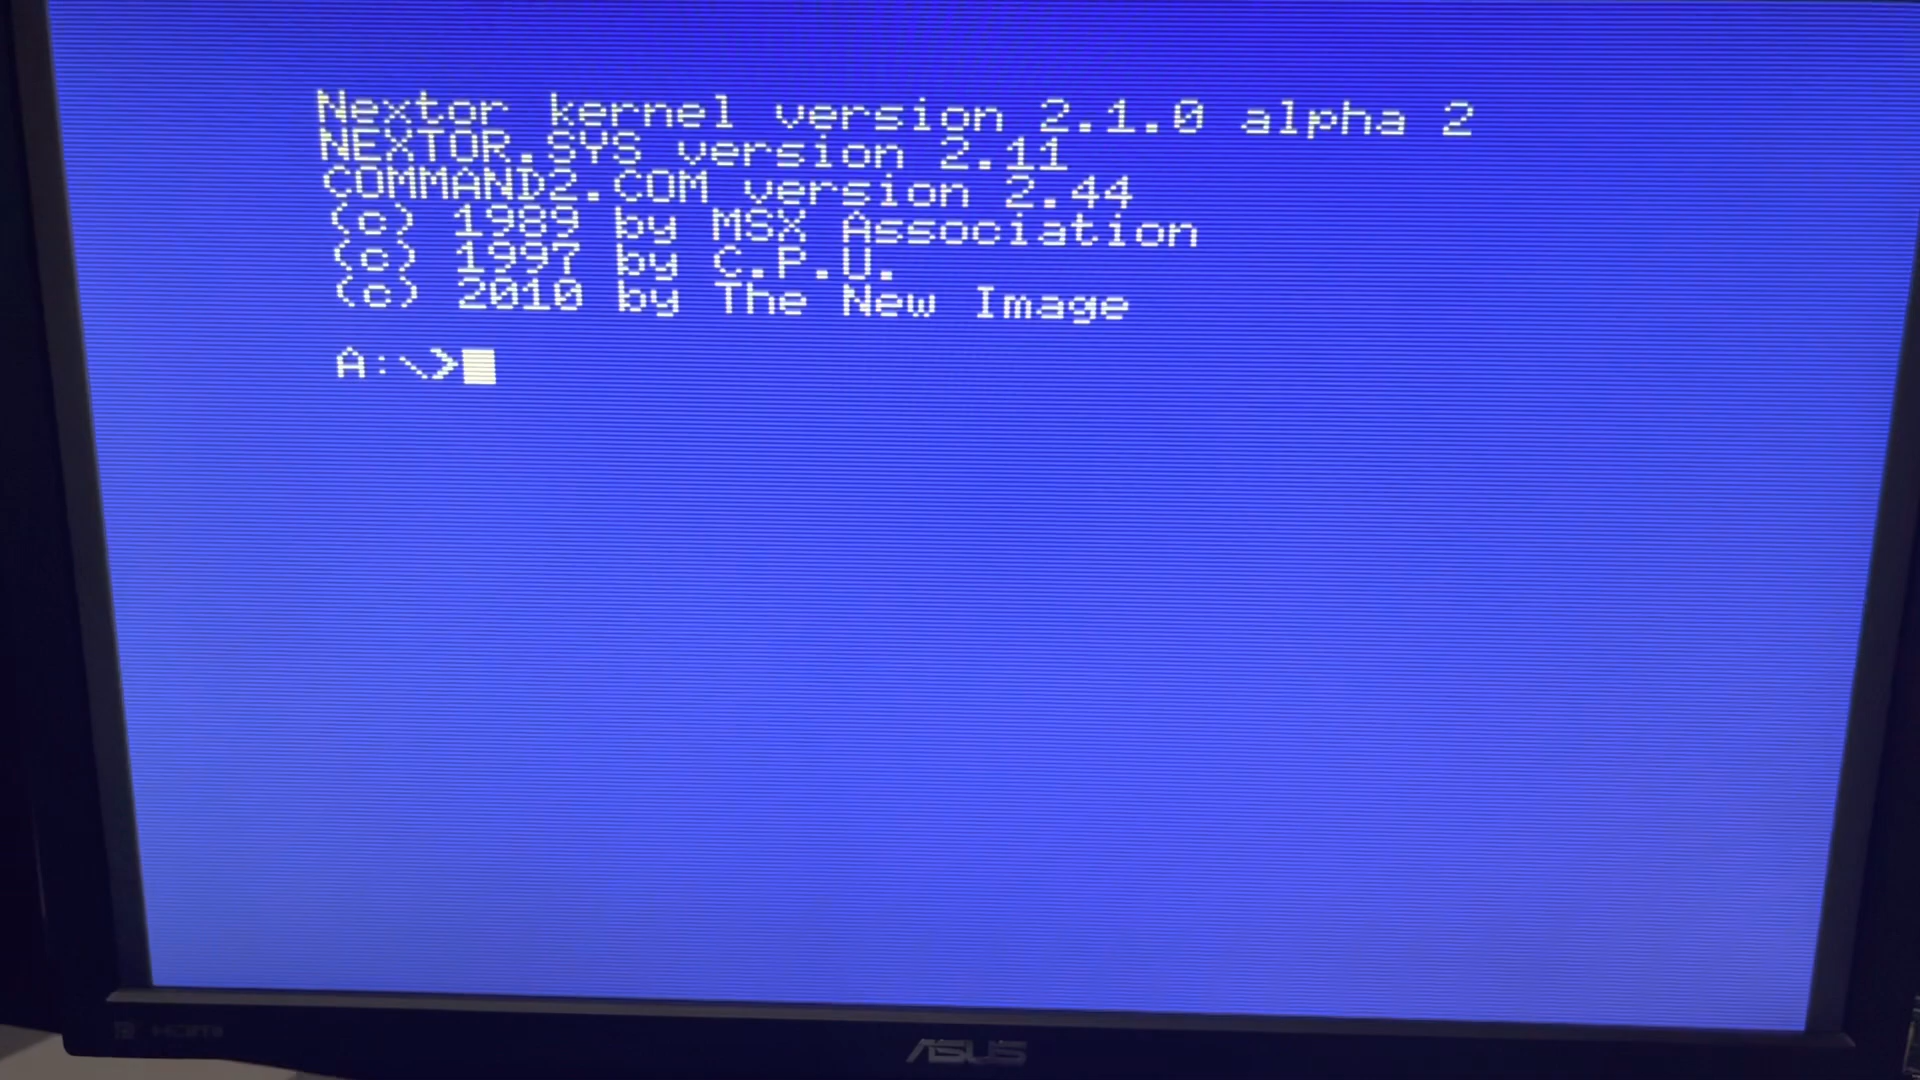 Nextor kernel version 2.1.0 alpha 2
NEXTOR.SYS version 2.11
COMMAND2.COM version 2.44
(c) 1989 by MSX Association
(c) 1997 by C.P.U.
(c) 2010 by The New Image
A:\>
HDMI
ASUS